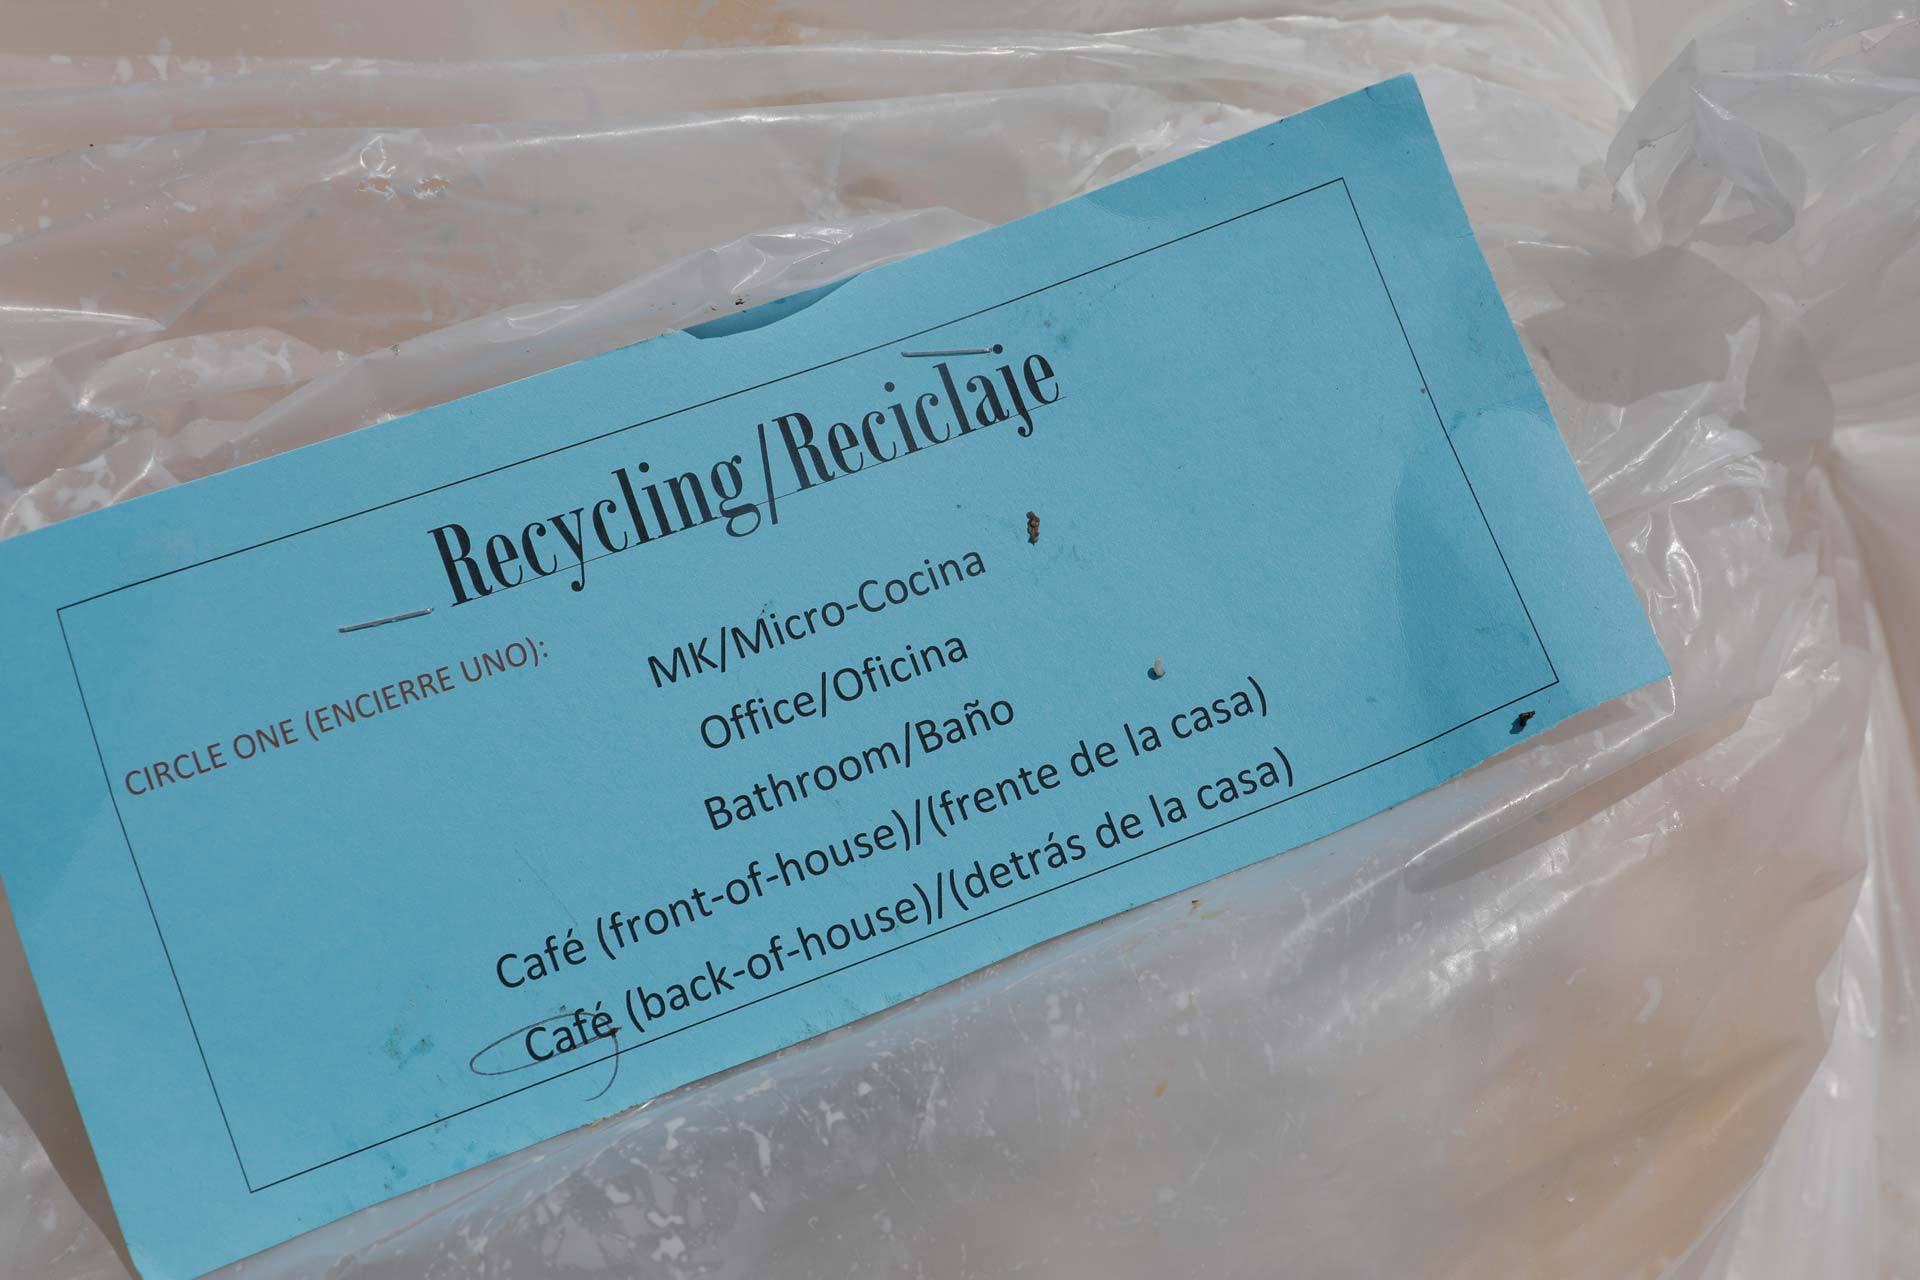 Recycling/Reciclaje
CIRCLE ONE (ENCIERRE UNO):
MK/Micro-Cocina
Office/Oficina
Bathroom/Baño
Café (front-of-house)/(frente de la casa)
Café (back-of-house)/(detrás de la casa)